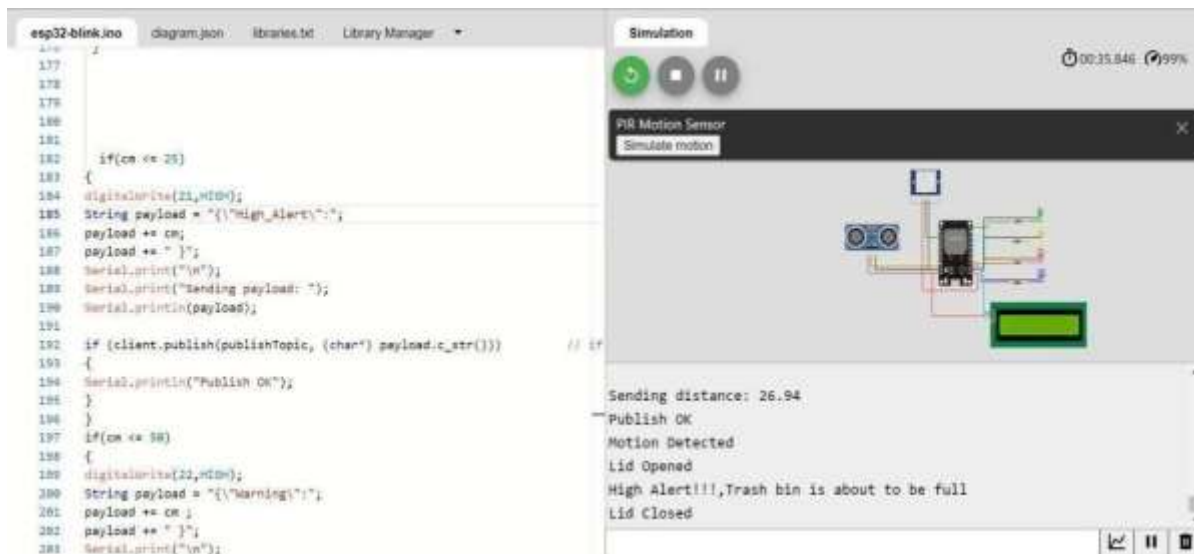 esp32-blink.ino diagram.json libraries.txt Library Manager
177
178
179
180
181
182 if(cm <= 25)
183 {
184 digitalWrite(21,HIGH);
185 String payload = "{\"High_Alert\":";
186 payload += cm;
187 payload += " }";
188 Serial.print("\n");
189 Serial.print("Sending payload: ");
190 Serial.println(payload);
191
192 if (client.publish(publishTopic, (char*) payload.c_str())) // if
193 {
194 Serial.println("Publish OK");
195 }
196 }
197 if(cm <= 50)
198 {
199 digitalWrite(22,HIGH);
200 String payload = "{\"Warning\":";
201 payload += cm ;
202 payload += " }";
203 Serial.print("\n");
Simulation
00:35.846 99%
PIR Motion Sensor
Simulate motion
Sending distance: 26.94
Publish OK
Motion Detected
Lid Opened
High Alert!!!,Trash bin is about to be full
Lid Closed